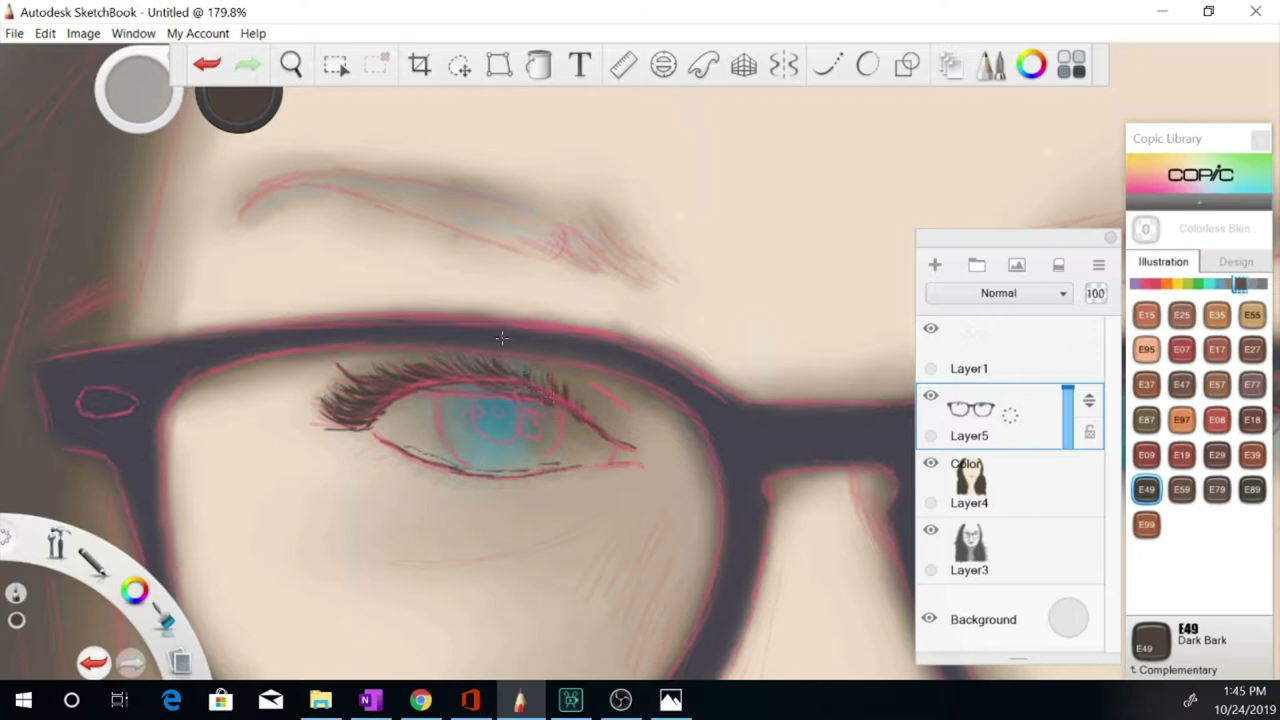 Autodesk SketchBook - Untitled @ 179.8%
File Edit Image Window My Account Help
T
Copic Library
COPIC
0 Colorless Blen...
Illustration Design
Normal 100
E15 E25 E35 E55
E95 E07 E17 E27
E37 E47 E57 E77
E87 E97 E08 E18
E09 E19 E29 E39
E49 E59 E79 E89
E99
Layer1
Layer5
Color
Layer4
Layer3
Background
E49
E49
Dark Bark
Complementary
1:45 PM
10/24/2019